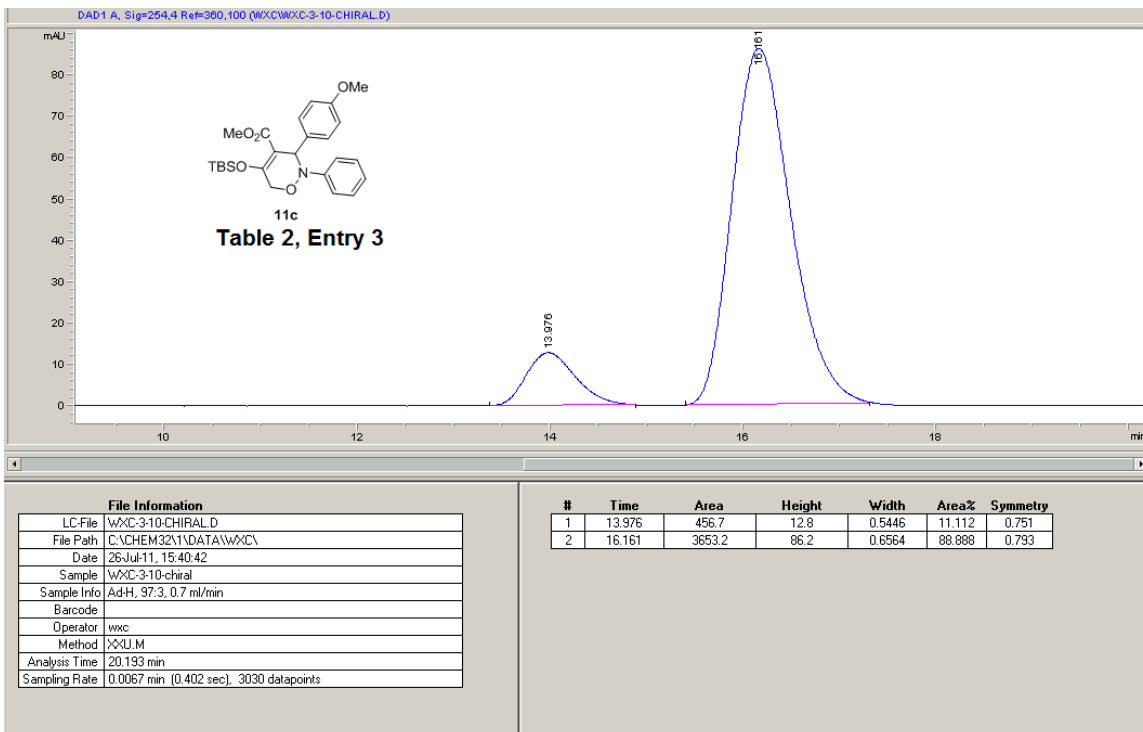 DAD1 A, Sig=254,4 Ref=360,100 (WXC\WXC-3-10-CHIRAL.D)
mAU
80
70
60
50
40
30
20
10
0
16.161
13.976
OMe
MeO2C
TBSO
N
O
11c
Table 2, Entry 3
10
12
14
16
18
min
File Information
LC-File WXC-3-10-CHIRAL.D
File Path C:\CHEM32\1\DATA\WXC\
Date 26-Jul-11, 15:40:42
Sample WXC-3-10-chiral
Sample Info Ad-H, 97:3, 0.7 ml/min
Barcode
Operator wxc
Method XXU.M
Analysis Time 20.193 min
Sampling Rate 0.0067 min (0.402 sec), 3030 datapoints
# Time Area Height Width Area% Symmetry
1 13.976 456.7 12.8 0.5446 11.112 0.751
2 16.161 3653.2 86.2 0.6564 88.888 0.793